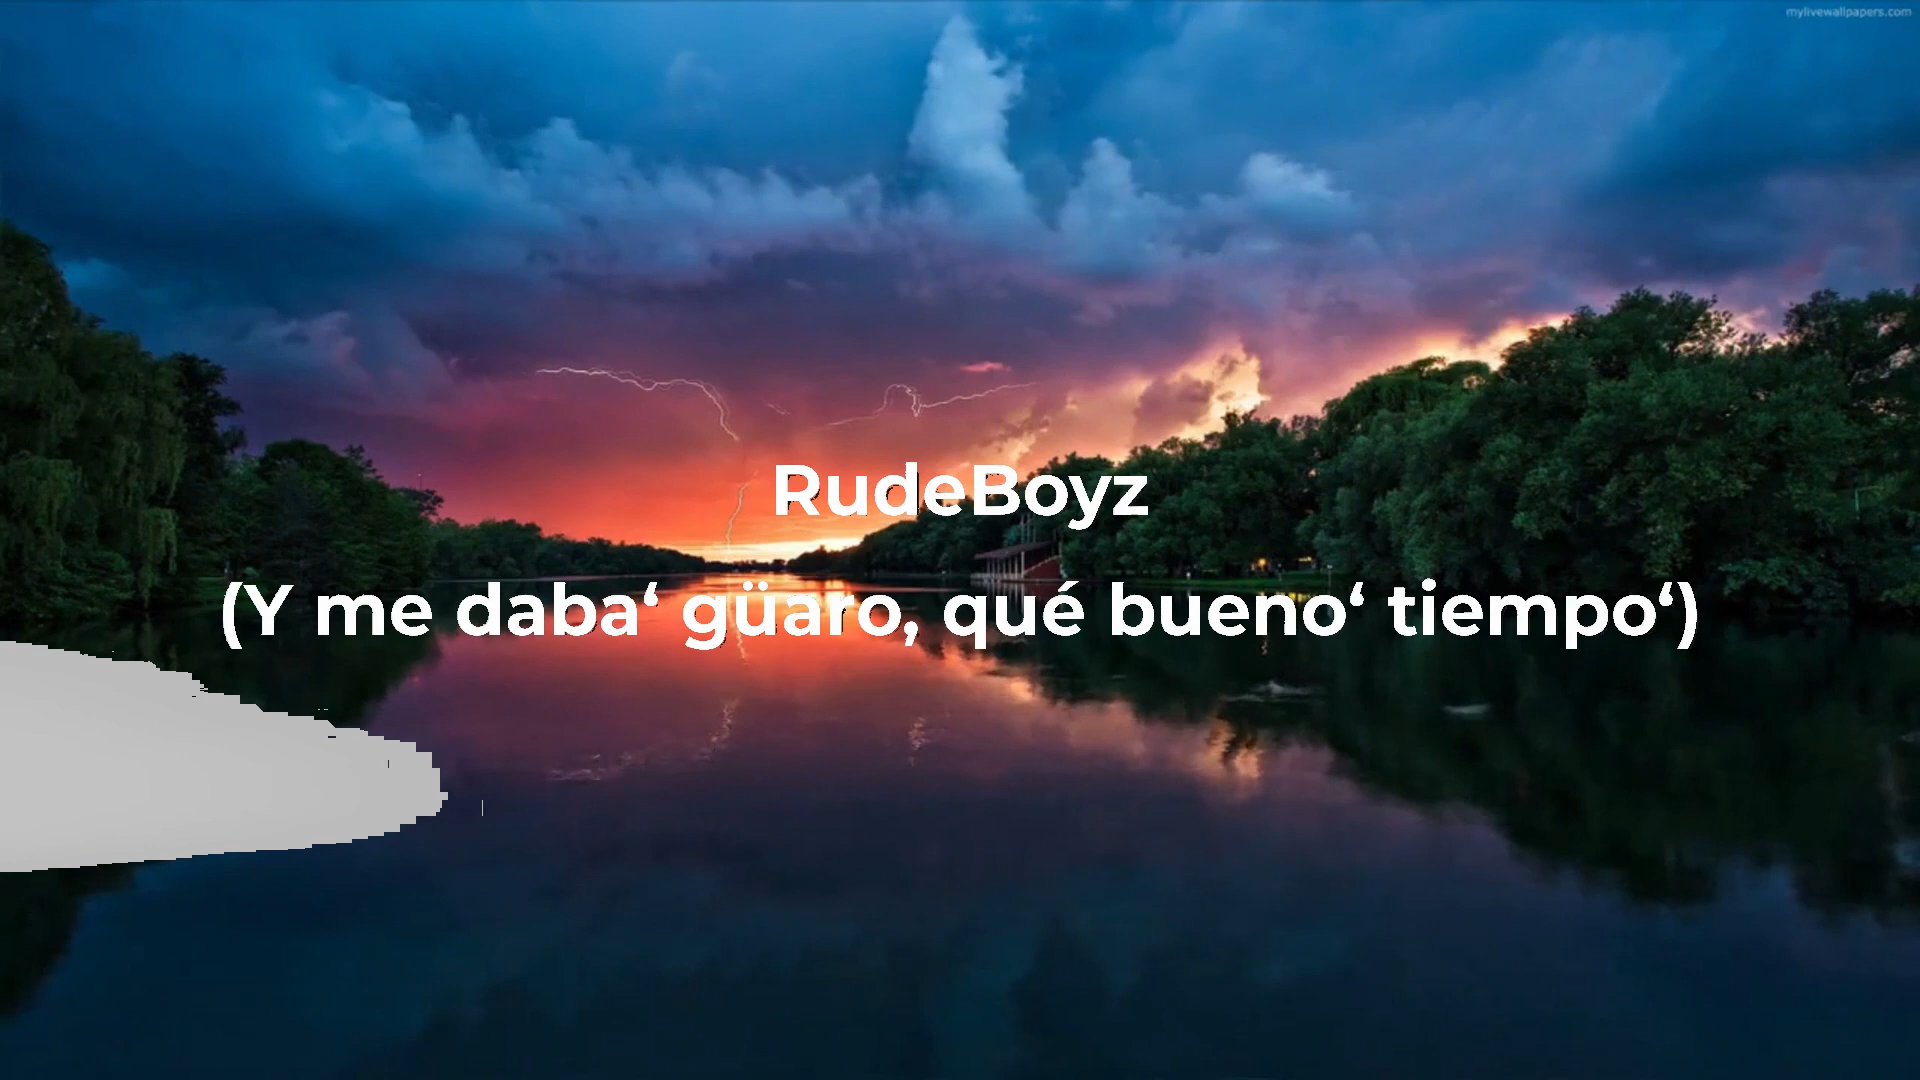 mylivewallpapers.com
RudeBoyz
(Y me daba‘ güaro, qué bueno‘ tiempo‘)